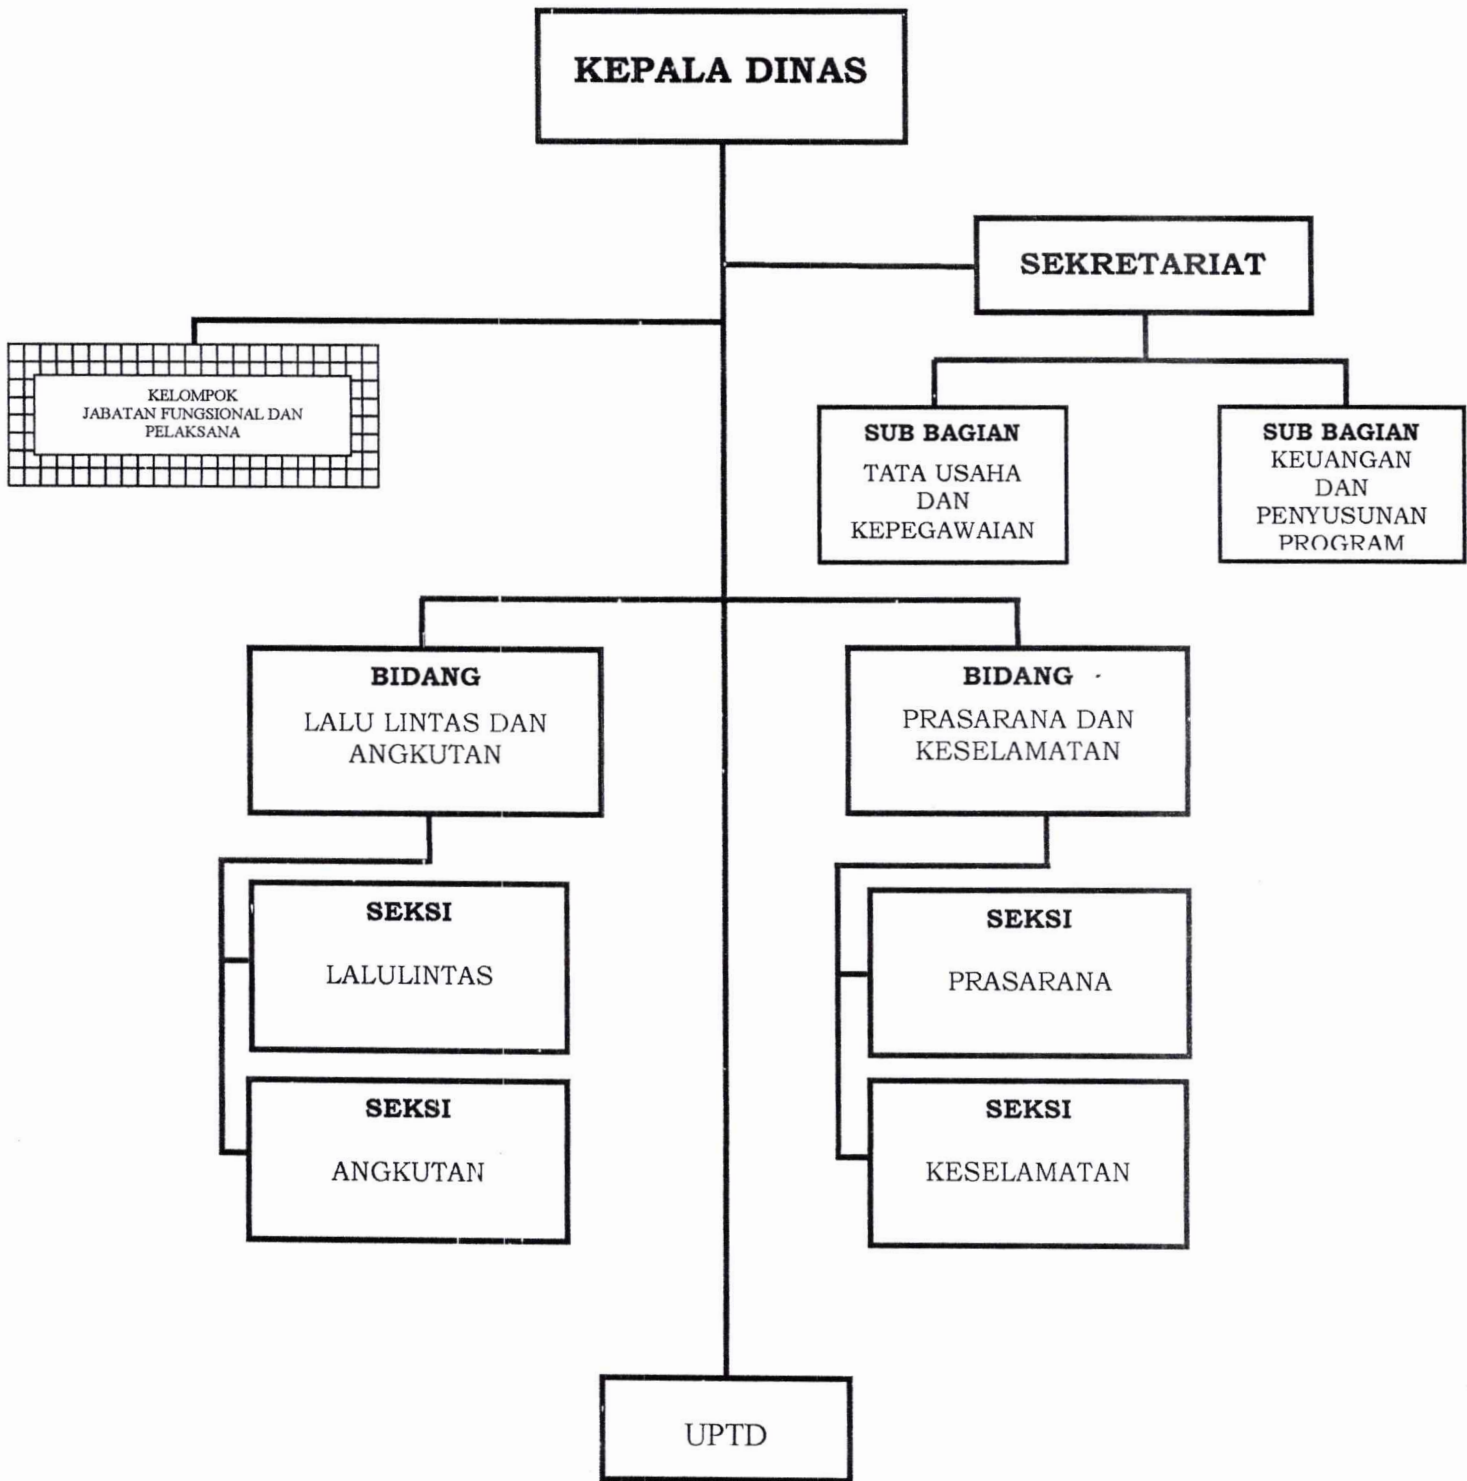 KEPALA DINAS
SEKRETARIAT
KELOMPOK
JABATAN FUNGSIONAL DAN
PELAKSANA
SUB BAGIAN
TATA USAHA
DAN
KEPEGAWAIAN
SUB BAGIAN
KEUANGAN
DAN
PENYUSUNAN
PROGRAM
BIDANG
LALU LINTAS DAN
ANGKUTAN
BIDANG
PRASARANA DAN
KESELAMATAN
SEKSI
LALULINTAS
SEKSI
ANGKUTAN
SEKSI
PRASARANA
SEKSI
KESELAMATAN
UPTD